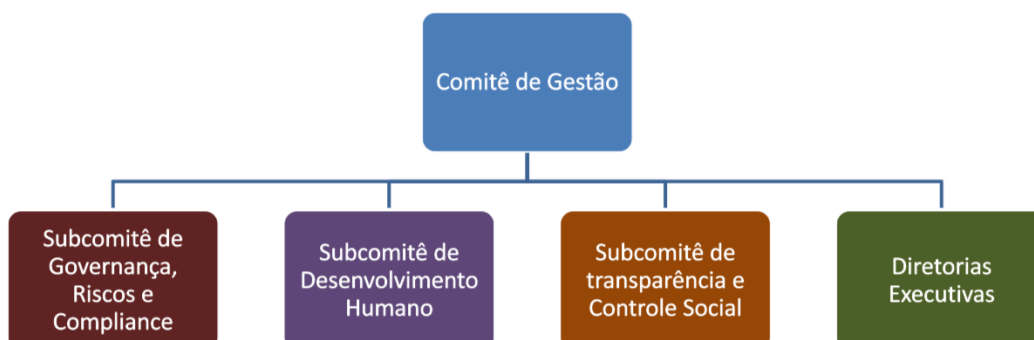 Comitê de Gestão
Subcomitê de
Governança,
Riscos e
Compliance
Subcomitê de
Desenvolvimento
Humano
Subcomitê de
transparência e
Controle Social
Diretorias
Executivas